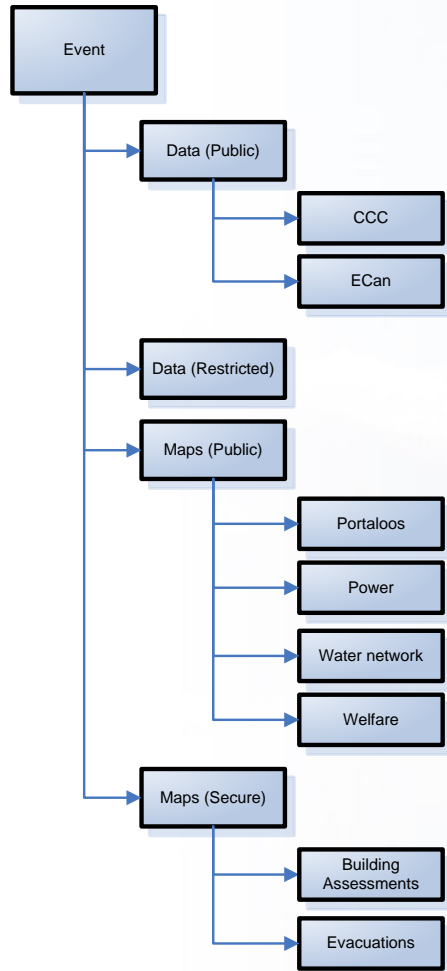 Event
Data (Public)
CCC
ECan
Data (Restricted)
Maps (Public)
Portaloos
Power
Water network
Welfare
Maps (Secure)
Building
Assessments
Evacuations